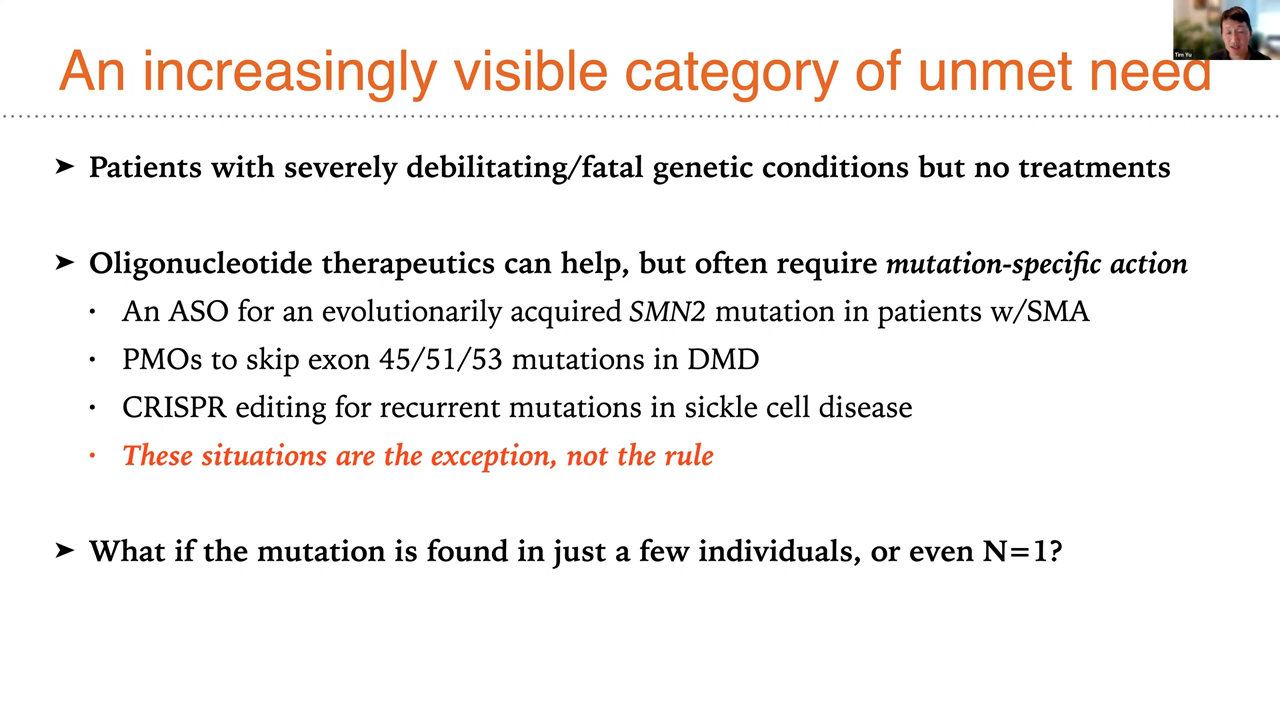 An increasingly visible category of unmet need
Tim Yu
➤ Patients with severely debilitating/fatal genetic conditions but no treatments
➤ Oligonucleotide therapeutics can help, but often require mutation-specific action
• An ASO for an evolutionarily acquired SMN2 mutation in patients w/SMA
• PMOs to skip exon 45/51/53 mutations in DMD
• CRISPR editing for recurrent mutations in sickle cell disease
• These situations are the exception, not the rule
➤ What if the mutation is found in just a few individuals, or even N=1?